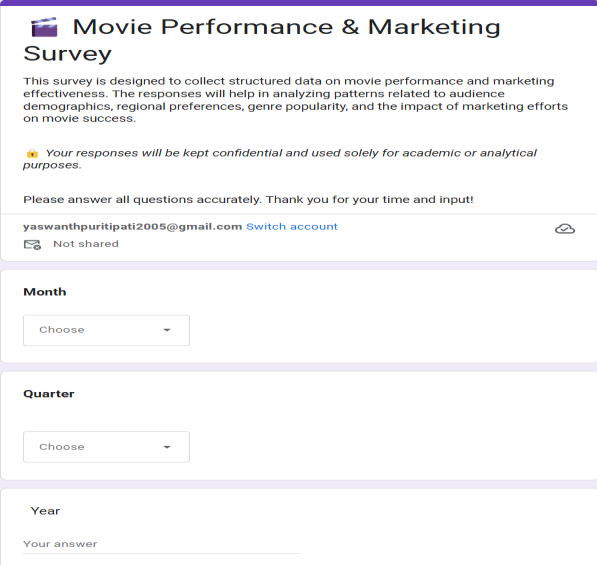 Movie Performance & Marketing
Survey
This survey is designed to collect structured data on movie performance and marketing
effectiveness. The responses will help in analyzing patterns related to audience
demographics, regional preferences, genre popularity, and the impact of marketing efforts
on movie success.
Your responses will be kept confidential and used solely for academic or analytical
purposes.
Please answer all questions accurately. Thank you for your time and input!
yaswanthpuritipati2005@gmail.com Switch account
Not shared
Month
Choose
Quarter
Choose
Year
Your answer